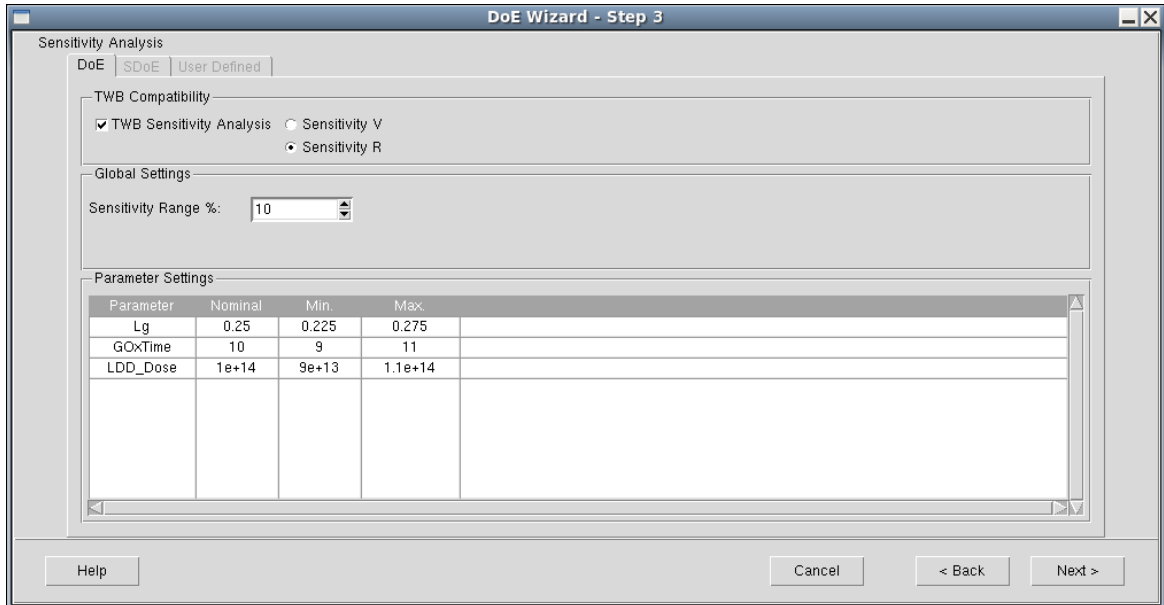 DoE Wizard - Step 3
Sensitivity Analysis
DoE SDoE User Defined
TWB Compatibility
TWB Sensitivity Analysis Sensitivity V
Sensitivity R
Global Settings
Sensitivity Range %: 10
Parameter Settings
Parameter Nominal Min. Max.
Lg 0.25 0.225 0.275
GOxTime 10 9 11
LDD_Dose 1e+14 9e+13 1.1e+14
Help Cancel < Back Next >